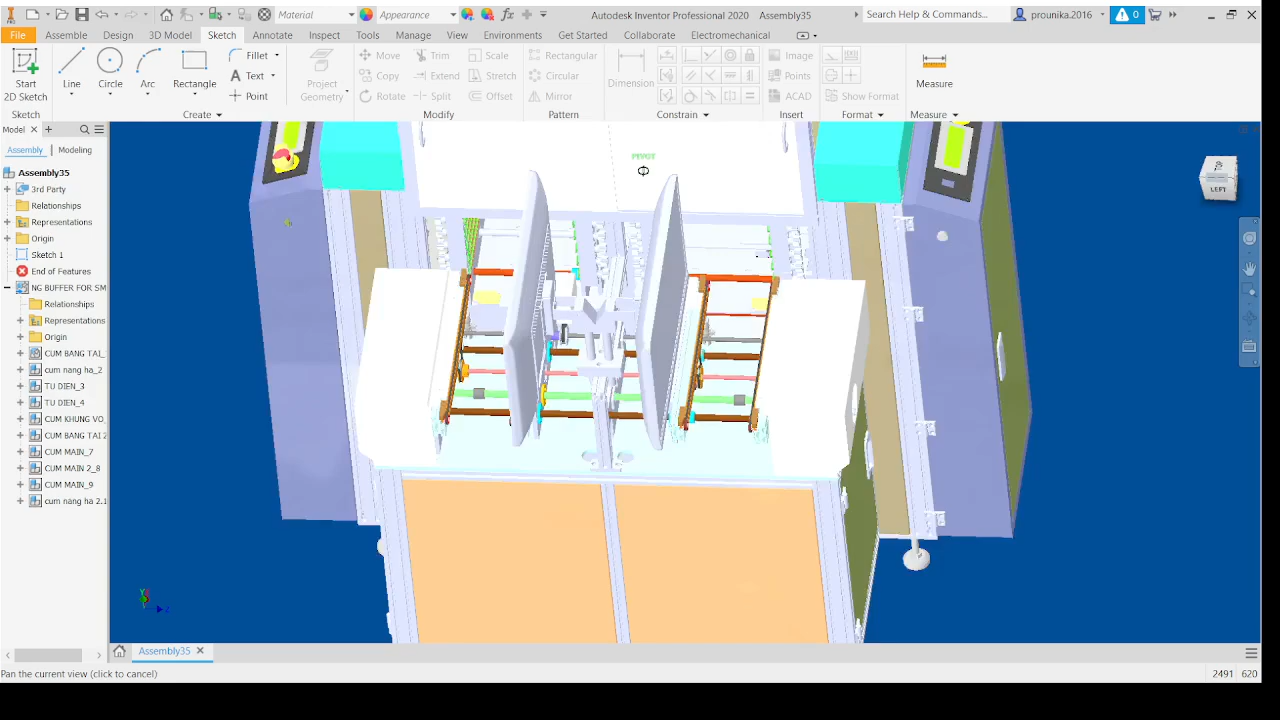 Material
Appearance
Autodesk Inventor Professional 2020 Assembly35
Search Help & Commands...
prounika.2016
0
File
Assemble
Design
3D Model
Sketch
Annotate
Inspect
Tools
Manage
View
Environments
Get Started
Collaborate
Electromechanical
Start
2D Sketch
Line
Circle
Arc
Rectangle
Fillet
Text
Point
Project
Geometry
Move
Copy
Rotate
Trim
Extend
Split
Scale
Stretch
Offset
Rectangular
Circular
Mirror
Dimension
Image
Points
ACAD
Show Format
Measure
Sketch
Create
Modify
Pattern
Constrain
Insert
Format
Measure
Model
Assembly
Modeling
Assembly35
3rd Party
Relationships
Representations
Origin
Sketch 1
End of Features
NG BUFFER FOR SM
Relationships
Representations
Origin
CUM BANG TAI_
cum nang ha_2
TU DIEN_3
TU DIEN_4
CUM KHUNG VO_
CUM BANG TAI 2
CUM MAIN_7
CUM MAIN 2_8
CUM MAIN_9
cum nang ha 2.1
PIVOT
LEFT
Assembly35
Pan the current view (click to cancel)
2491 620